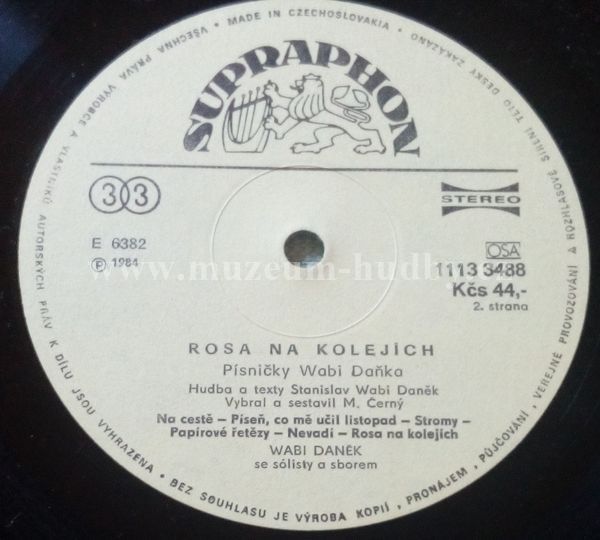 VŠECHNA PRÁVA VÝROBCE A VLASTNÍKŮ AUTORSKÝCH PRÁV K DÍLU JSOU VYHRAZENA • BEZ SOUHLASU JE VÝROBA KOPIÍ, PRONÁJEM, PŮJČOVÁNÍ, VEREJNÉ PROVOZOVÁNÍ A ROZHLASOVÉ ŠÍŘENÍ TÉTO DESKY ZAKÁZÁNO • MADE IN CZECHOSLOVAKIA •
SUPRAPHON
33
STEREO
E 6382
Ⓟ 1984
OSA
1113 3488
Kčs 44,-
2. strana
www.muzeum-hudby
ROSA NA KOLEJÍCH
Písničky Wabi Daňka
Hudba a texty Stanislav Wabi Daněk
Vybral a sestavil M. Černý
Na cestě – Píseň, co mě učil listopad – Stromy –
Papírové řetězy – Nevadí – Rosa na kolejích
WABI DANĚK
se sólisty a sborem